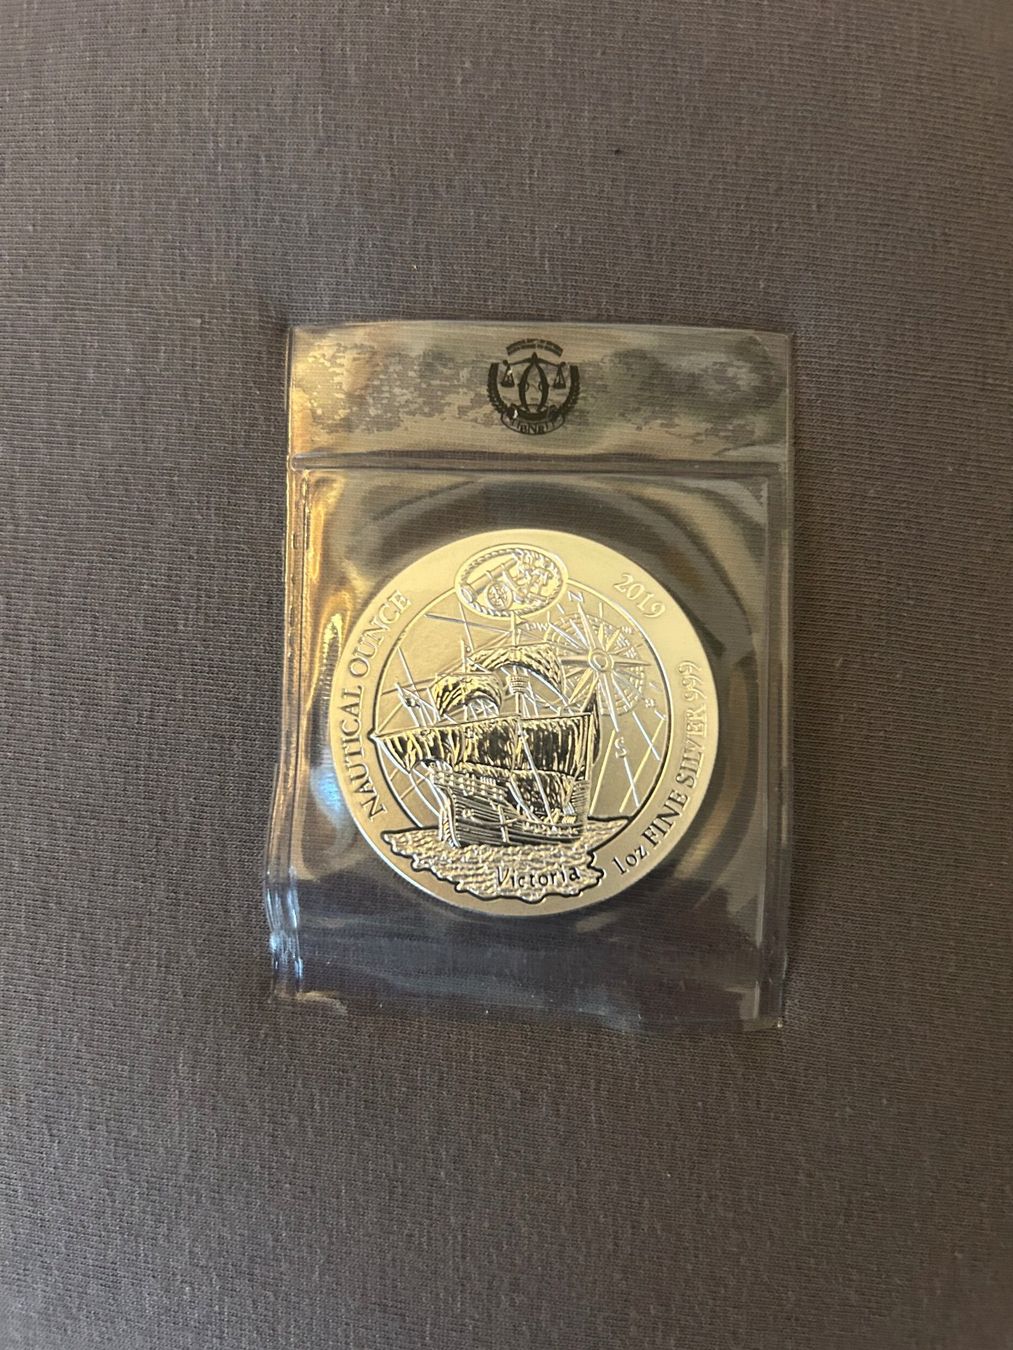 NAUTICAL OUNCE
2019
1oz FINE SILVER 999
N
Victoria